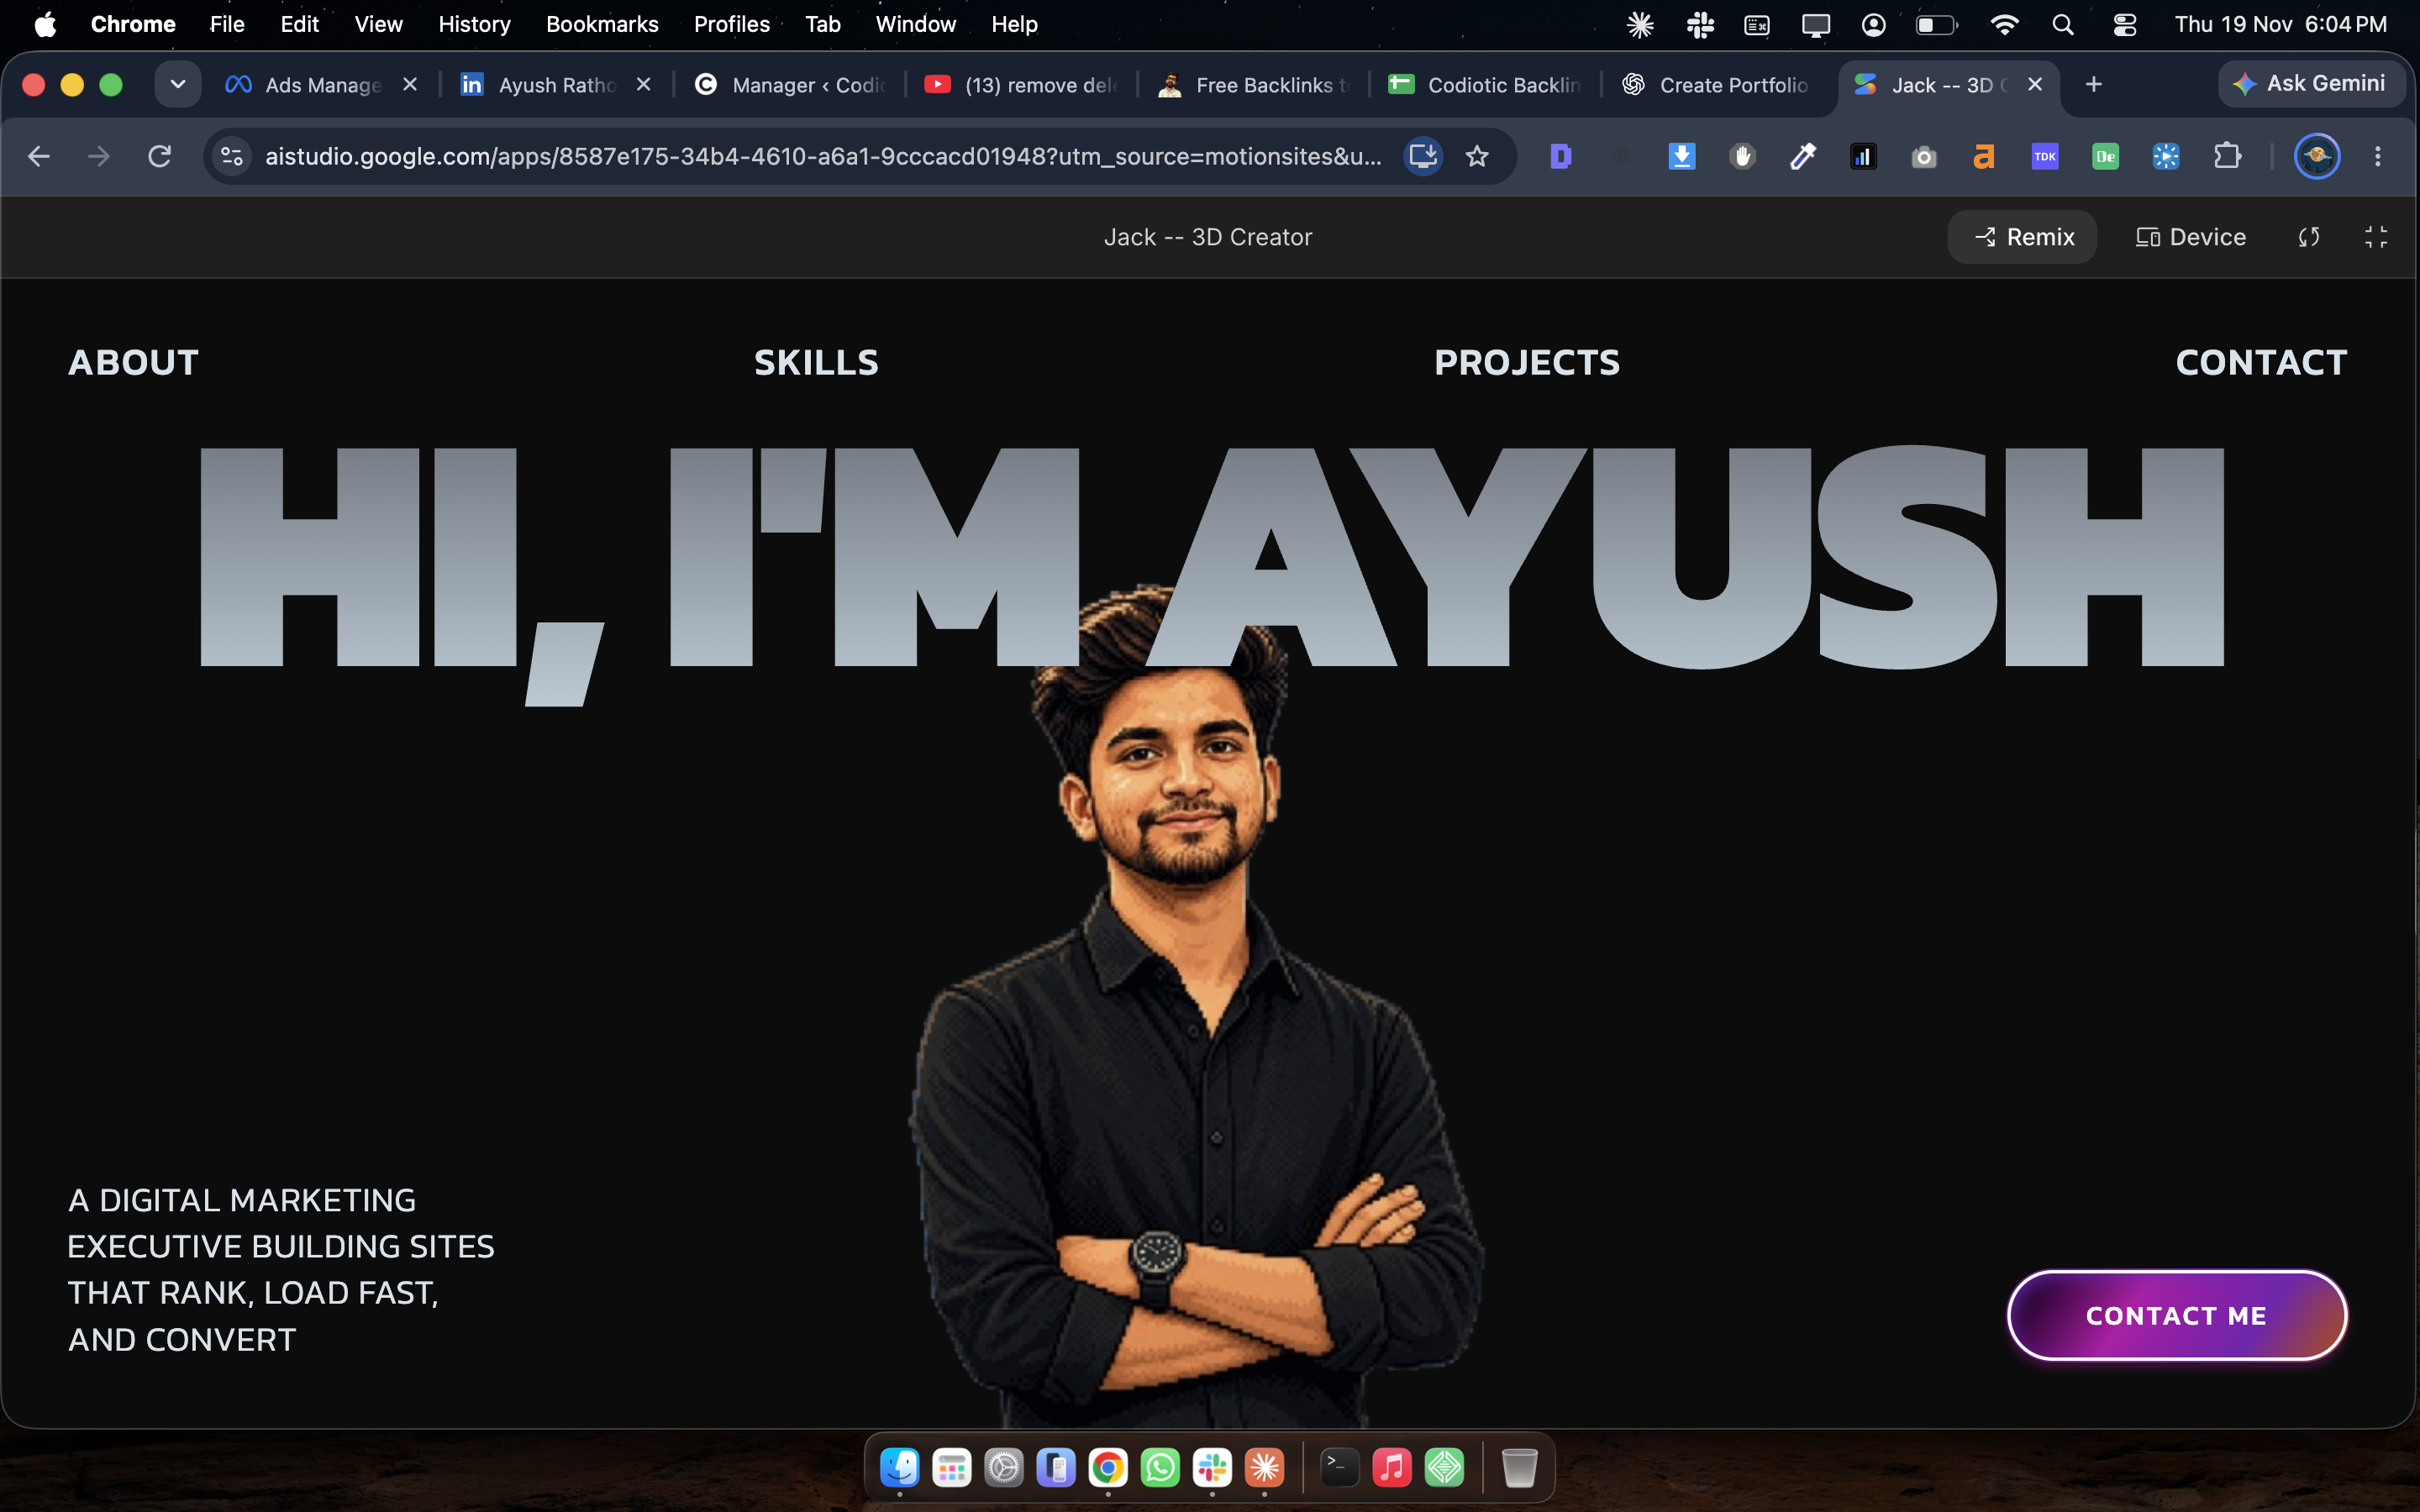 Chrome File Edit View History Bookmarks Profiles Tab Window Help Thu 19 Nov 6:04 PM
Ads Manage Ayush Ratho Manager ‹ Codi (13) remove dele Free Backlinks t Codiotic Backlin Create Portfolio Jack -- 3D Ask Gemini
aistudio.google.com/apps/8587e175-34b4-4610-a6a1-9cccacd01948?utm_source=motionsites&u... TDK De
Jack -- 3D Creator Remix Device
ABOUT SKILLS PROJECTS CONTACT
HI, I'M AYUSH
A DIGITAL MARKETING
EXECUTIVE BUILDING SITES
THAT RANK, LOAD FAST,
AND CONVERT
CONTACT ME